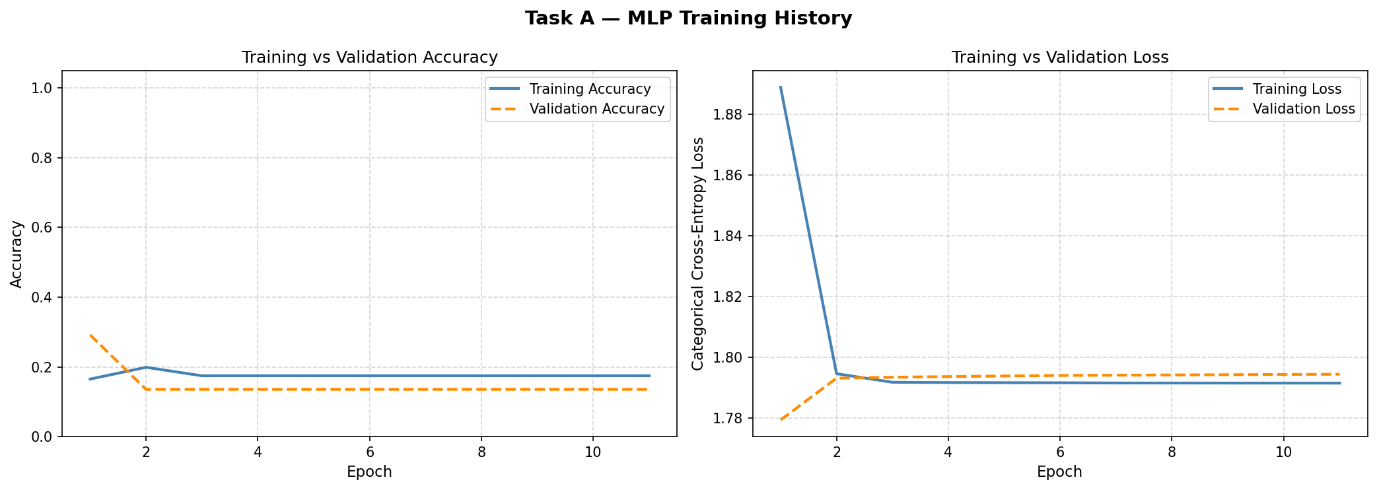 Task A — MLP Training History
Training vs Validation Accuracy
Training Accuracy
Validation Accuracy
Accuracy
1.0
0.8
0.6
0.4
0.2
0.0
2
4
6
8
10
Epoch
Training vs Validation Loss
Training Loss
Validation Loss
Categorical Cross-Entropy Loss
1.88
1.86
1.84
1.82
1.80
1.78
2
4
6
8
10
Epoch